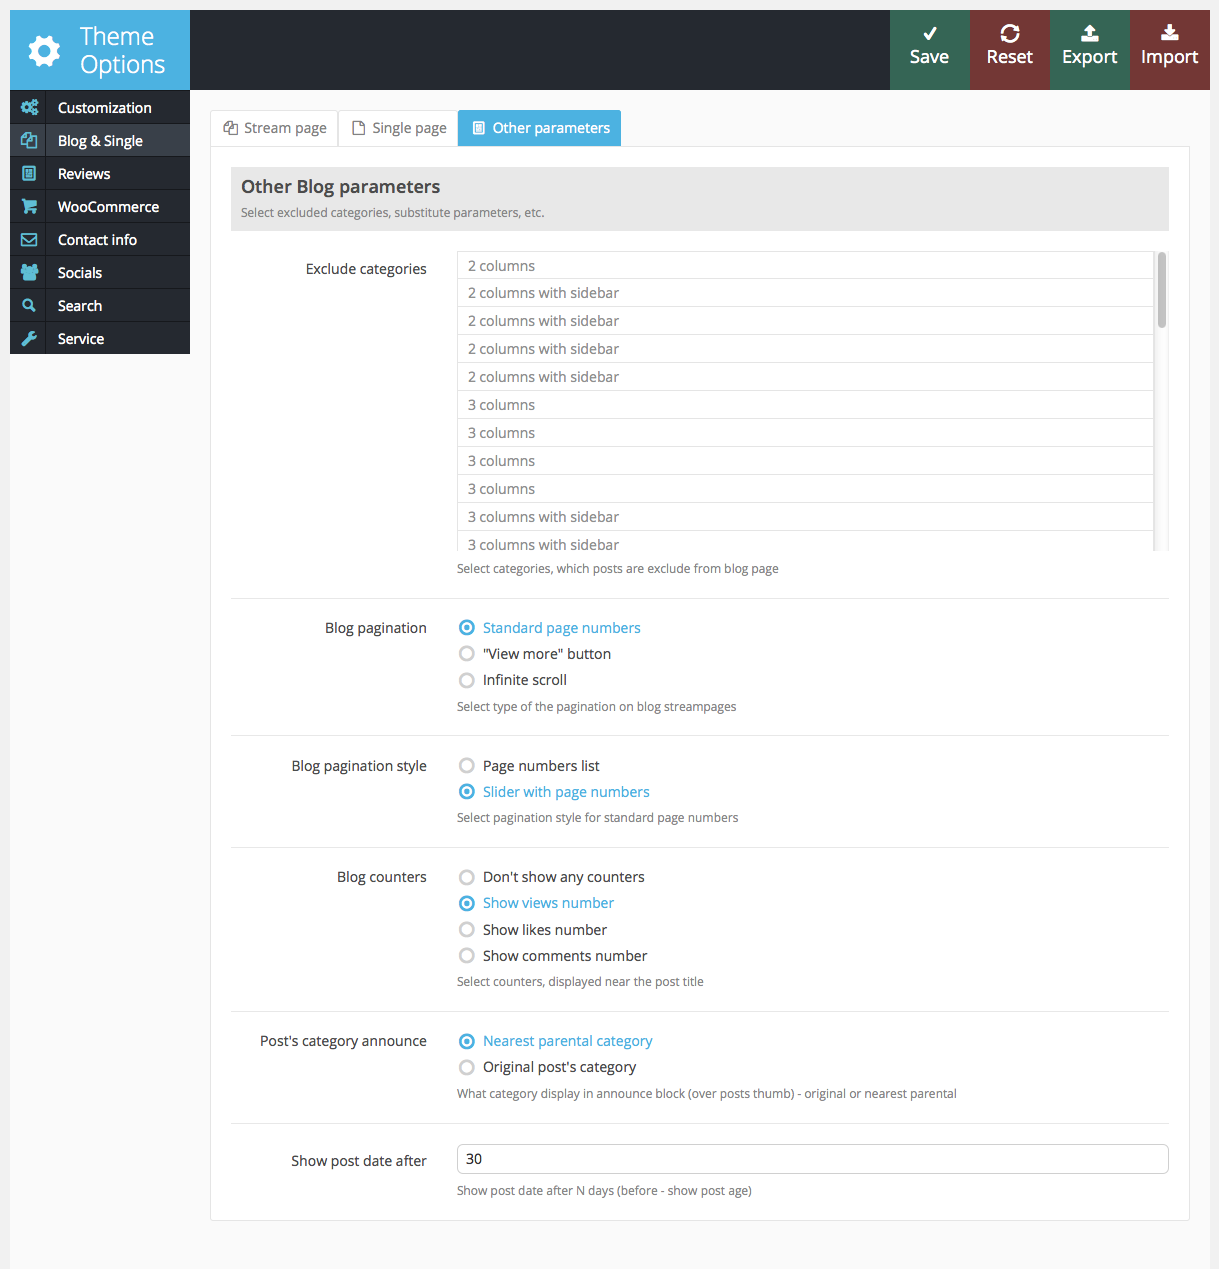 Theme
Options
Save
Reset
Export
Import
Customization
Blog & Single
Reviews
WooCommerce
Contact info
Socials
Search
Service
Stream page
Single page
Other parameters
Other Blog parameters
Select excluded categories, substitute parameters, etc.
Exclude categories
2 columns
2 columns with sidebar
2 columns with sidebar
2 columns with sidebar
2 columns with sidebar
3 columns
3 columns
3 columns
3 columns
3 columns with sidebar
3 columns with sidebar
Select categories, which posts are exclude from blog page
Blog pagination
Standard page numbers
"View more" button
Infinite scroll
Select type of the pagination on blog streampages
Blog pagination style
Page numbers list
Slider with page numbers
Select pagination style for standard page numbers
Blog counters
Don't show any counters
Show views number
Show likes number
Show comments number
Select counters, displayed near the post title
Post's category announce
Nearest parental category
Original post's category
What category display in announce block (over posts thumb) - original or nearest parental
Show post date after
30
Show post date after N days (before - show post age)